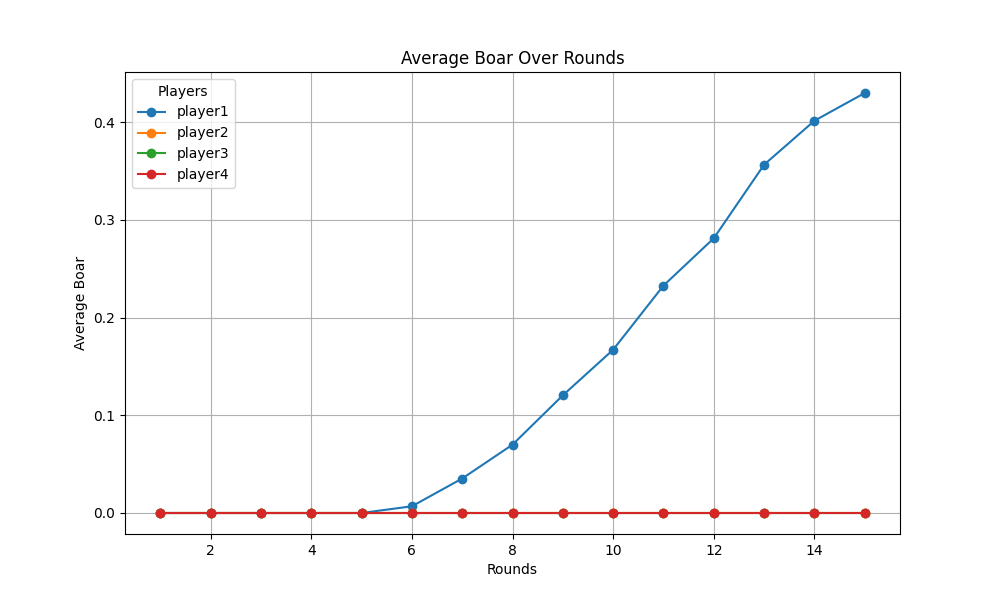 Average Boar Over Rounds
Players
player1
player2
player3
player4
Average Boar
0.4
0.3
0.2
0.1
0.0
2 4 6 8 10 12 14
Rounds